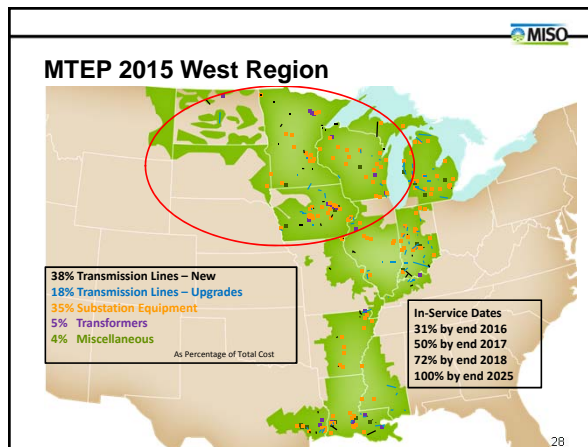 MISO
MTEP 2015 West Region
38% Transmission Lines – New
18% Transmission Lines – Upgrades
35% Substation Equipment
5% Transformers
4% Miscellaneous
As Percentage of Total Cost
In-Service Dates
31% by end 2016
50% by end 2017
72% by end 2018
100% by end 2025
28